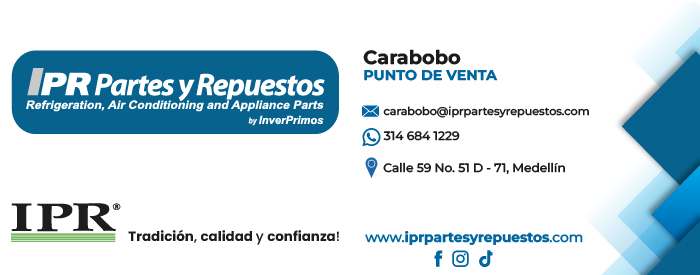 IPR Partes y Repuestos
Refrigeration, Air Conditioning and Appliance Parts
by InverPrimos
Carabobo
PUNTO DE VENTA
carabobo@iprpartesyrepuestos.com
314 684 1229
Calle 59 No. 51 D - 71, Medellín
IPR®
Tradición, calidad y confianza!
www.iprpartesyrepuestos.com